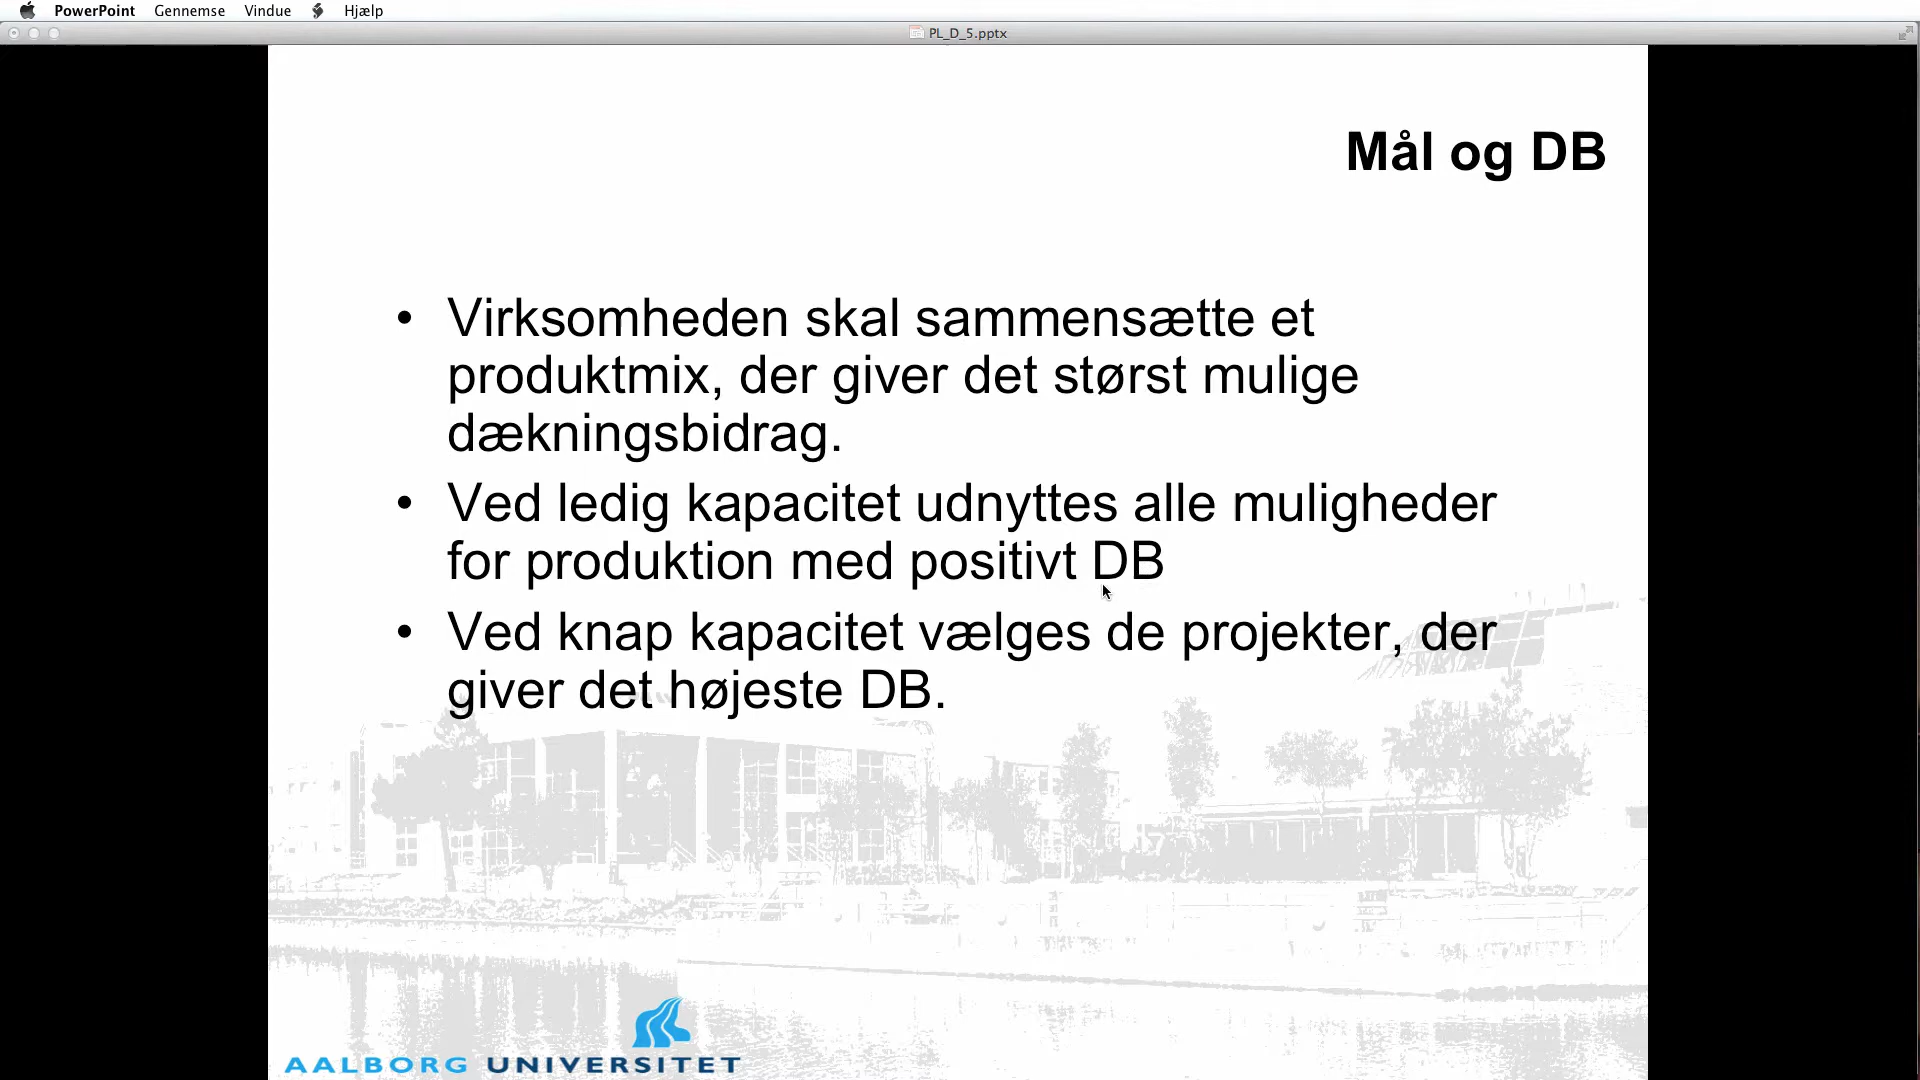 PowerPoint Gennemse Vindue Hjælp
PL_D_5.pptx
Mål og DB
• Virksomheden skal sammensætte et
produktmix, der giver det størst mulige
dækningsbidrag.
• Ved ledig kapacitet udnyttes alle muligheder
for produktion med positivt DB
• Ved knap kapacitet vælges de projekter, der
giver det højeste DB.
AALBORG UNIVERSITET